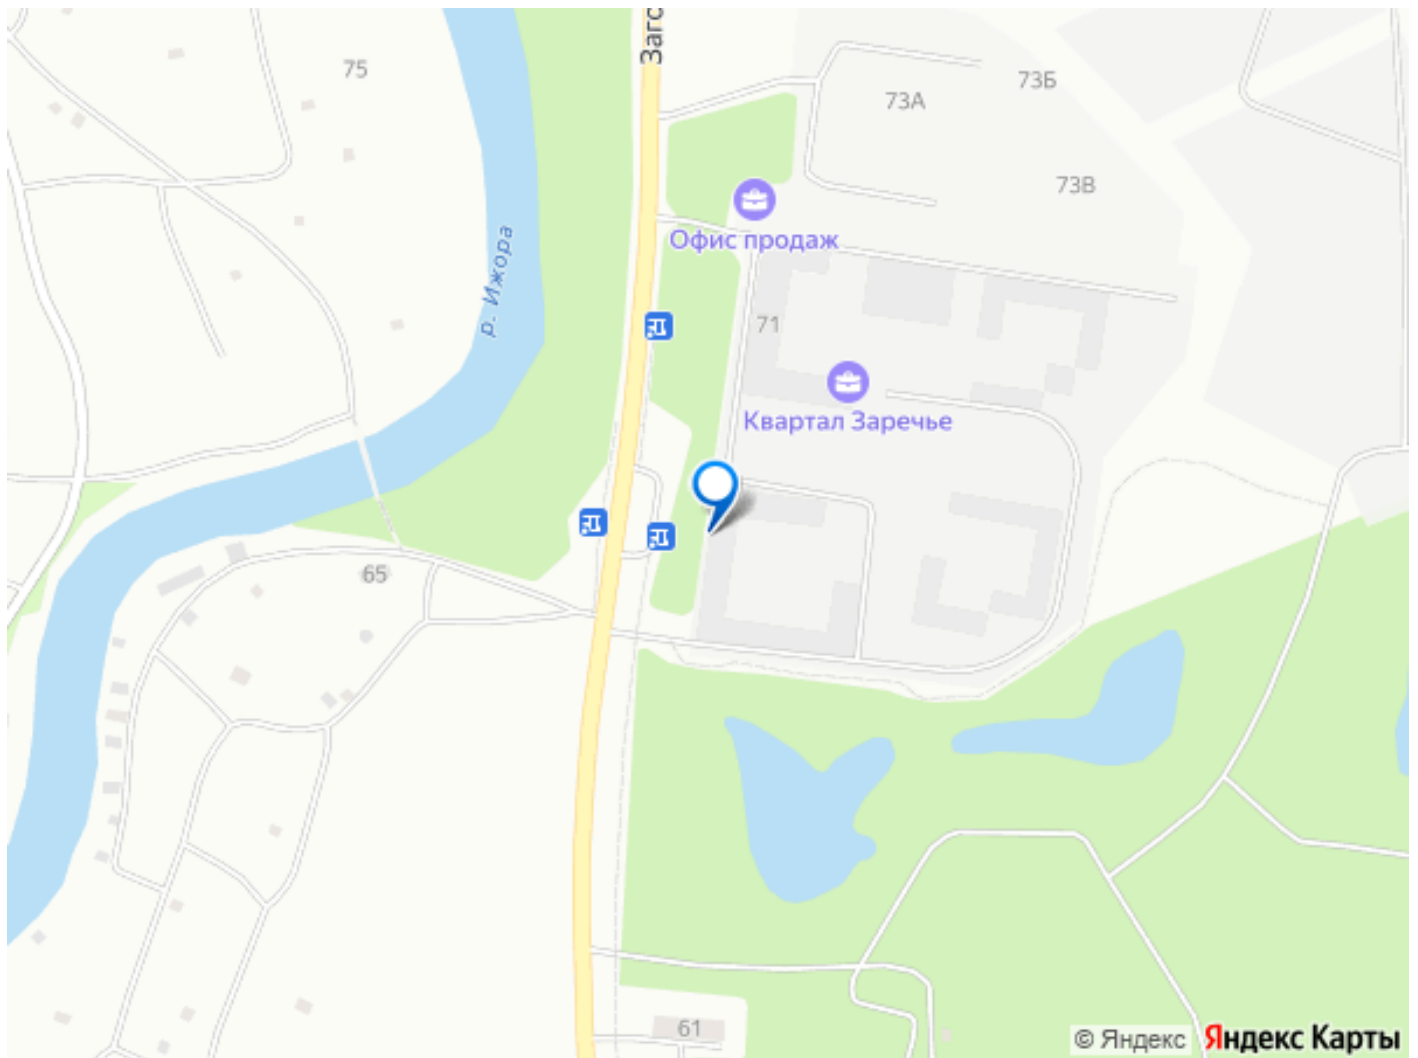 Загс
75
73Б
73А
73В
р. Ижора
Офис продаж
71
Квартал Заречье
65
61
© Яндекс
Яндекс Карты